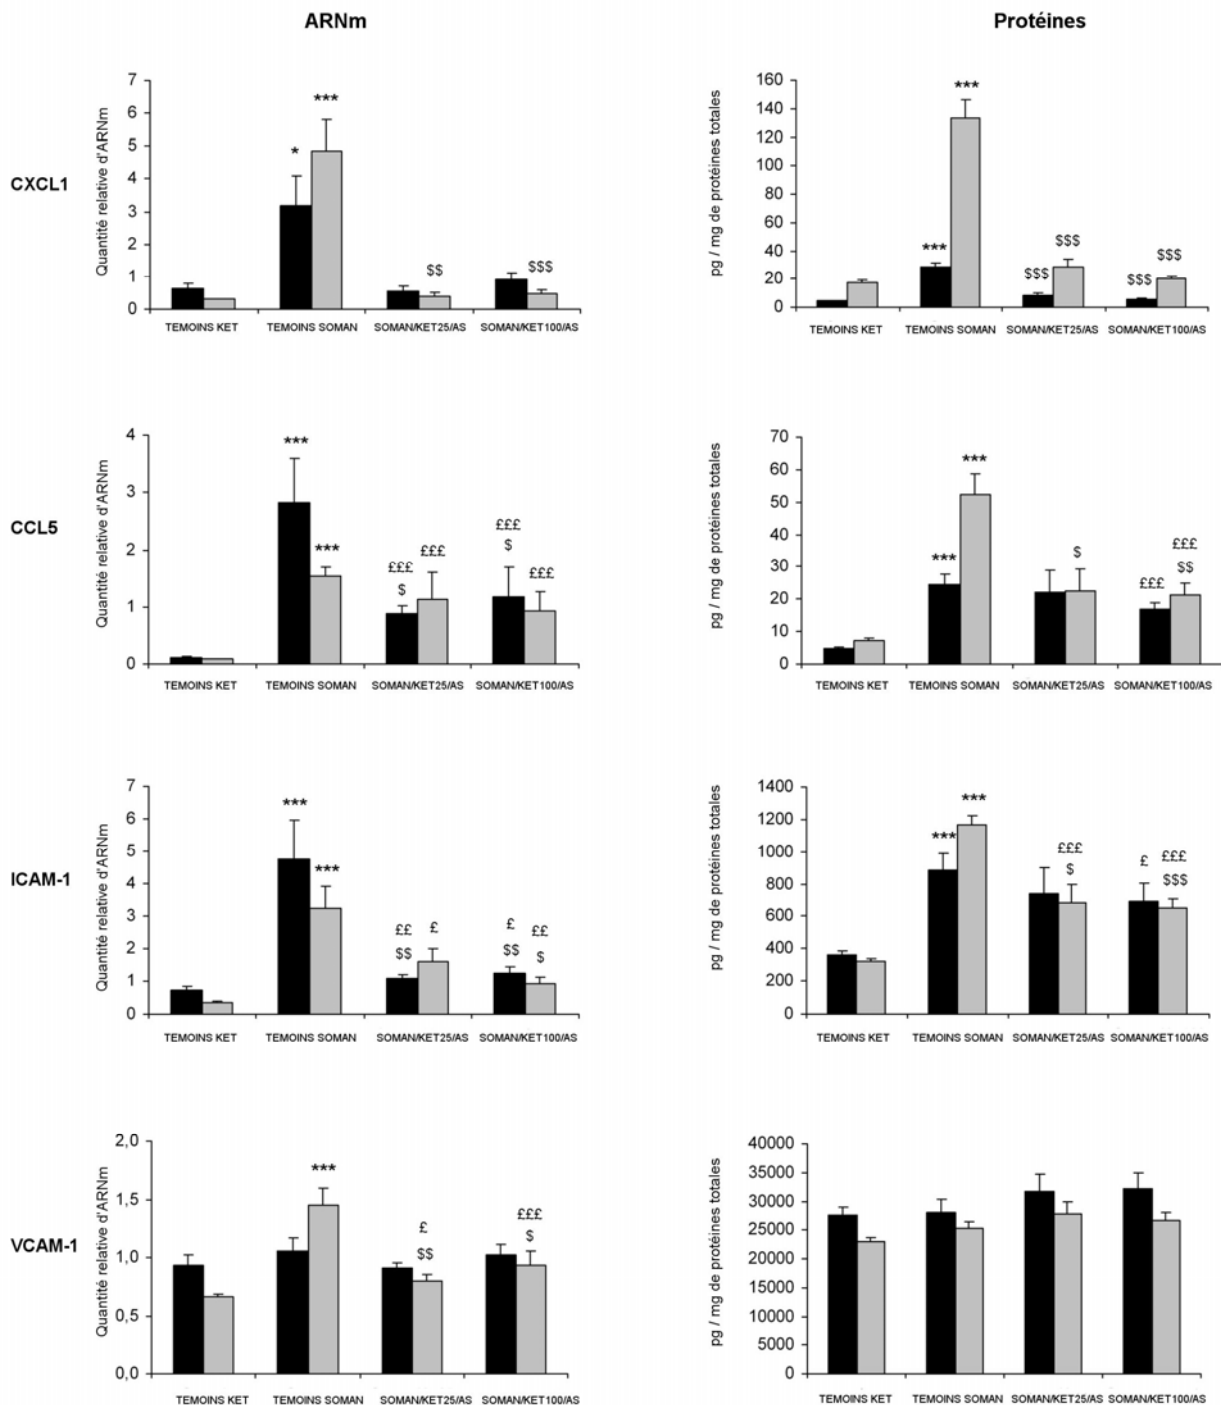 ARNm
Protéines
CXCL1
Quantité relative d'ARNm
7
6
5
4
3
2
1
0
*
***
$$
$$$
TEMOINS KET
TEMOINS SOMAN
SOMAN/KET25/AS
SOMAN/KET100/AS
pg / mg de protéines totales
160
140
120
100
80
60
40
20
0
***
***
$$$
$$$
$$$
$$$
TEMOINS KET
TEMOINS SOMAN
SOMAN/KET25/AS
SOMAN/KET100/AS
CCL5
Quantité relative d'ARNm
4
3
2
1
0
***
***
£££
$
£££
£££
$
£££
TEMOINS KET
TEMOINS SOMAN
SOMAN/KET25/AS
SOMAN/KET100/AS
pg / mg de protéines totales
70
60
50
40
30
20
10
0
***
***
$
£££
£££
$$
TEMOINS KET
TEMOINS SOMAN
SOMAN/KET25/AS
SOMAN/KET100/AS
ICAM-1
Quantité relative d'ARNm
7
6
5
4
3
2
1
0
***
***
££
$$
£
£
$$
££
$
TEMOINS KET
TEMOINS SOMAN
SOMAN/KET25/AS
SOMAN/KET100/AS
pg / mg de protéines totales
1400
1200
1000
800
600
400
200
0
***
***
£££
$
£
£££
$$$
TEMOINS KET
TEMOINS SOMAN
SOMAN/KET25/AS
SOMAN/KET100/AS
VCAM-1
Quantité relative d'ARNm
2,0
1,5
1,0
0,5
0,0
***
£
$$
£££
$
TEMOINS KET
TEMOINS SOMAN
SOMAN/KET25/AS
SOMAN/KET100/AS
pg / mg de protéines totales
40000
35000
30000
25000
20000
15000
10000
5000
0
TEMOINS KET
TEMOINS SOMAN
SOMAN/KET25/AS
SOMAN/KET100/AS